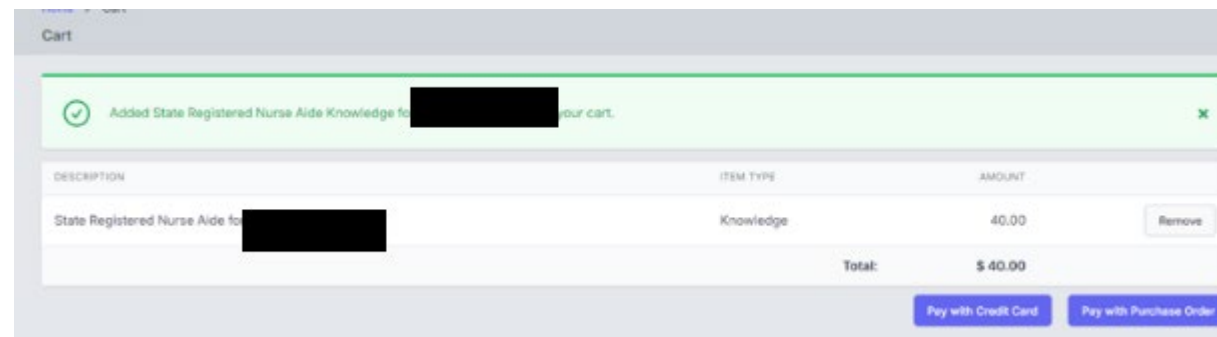 Cart
Added State Registered Nurse Aide Knowledge fo your cart.
DESCRIPTION ITEM TYPE AMOUNT
State Registered Nurse Aide for Knowledge 40.00 Remove
Total: $ 40.00
Pay with Credit Card Pay with Purchase Order